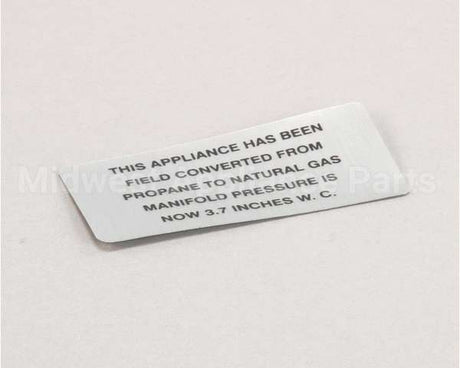 THIS APPLIANCE HAS BEEN
FIELD CONVERTED FROM
PROPANE TO NATURAL GAS
MANIFOLD PRESSURE IS
NOW 3.7 INCHES W. C.